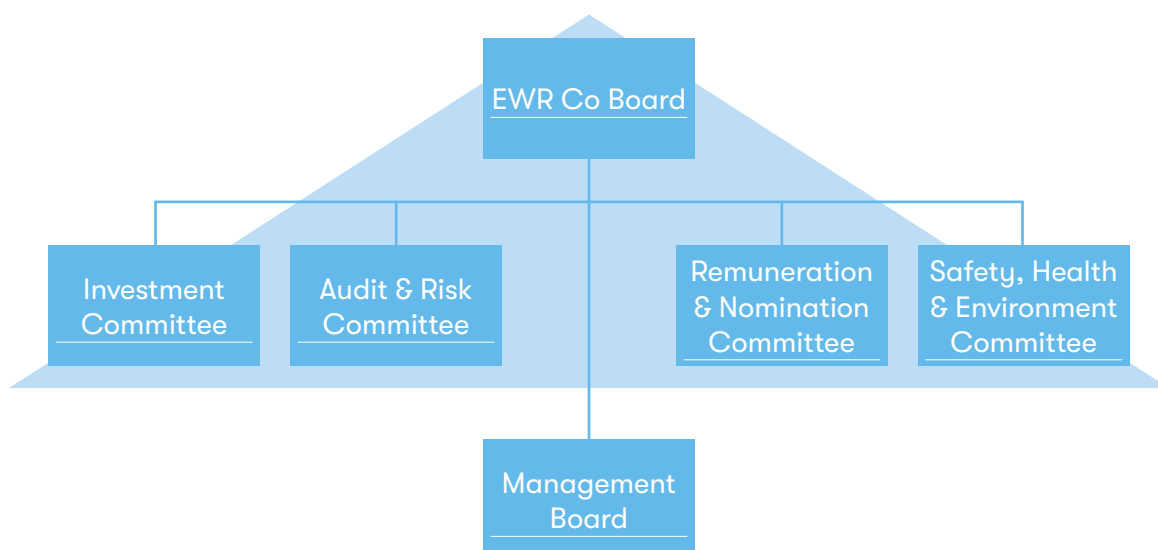 EWR Co Board
Investment
Committee
Audit & Risk
Committee
Remuneration
& Nomination
Committee
Safety, Health
& Environment
Committee
Management
Board